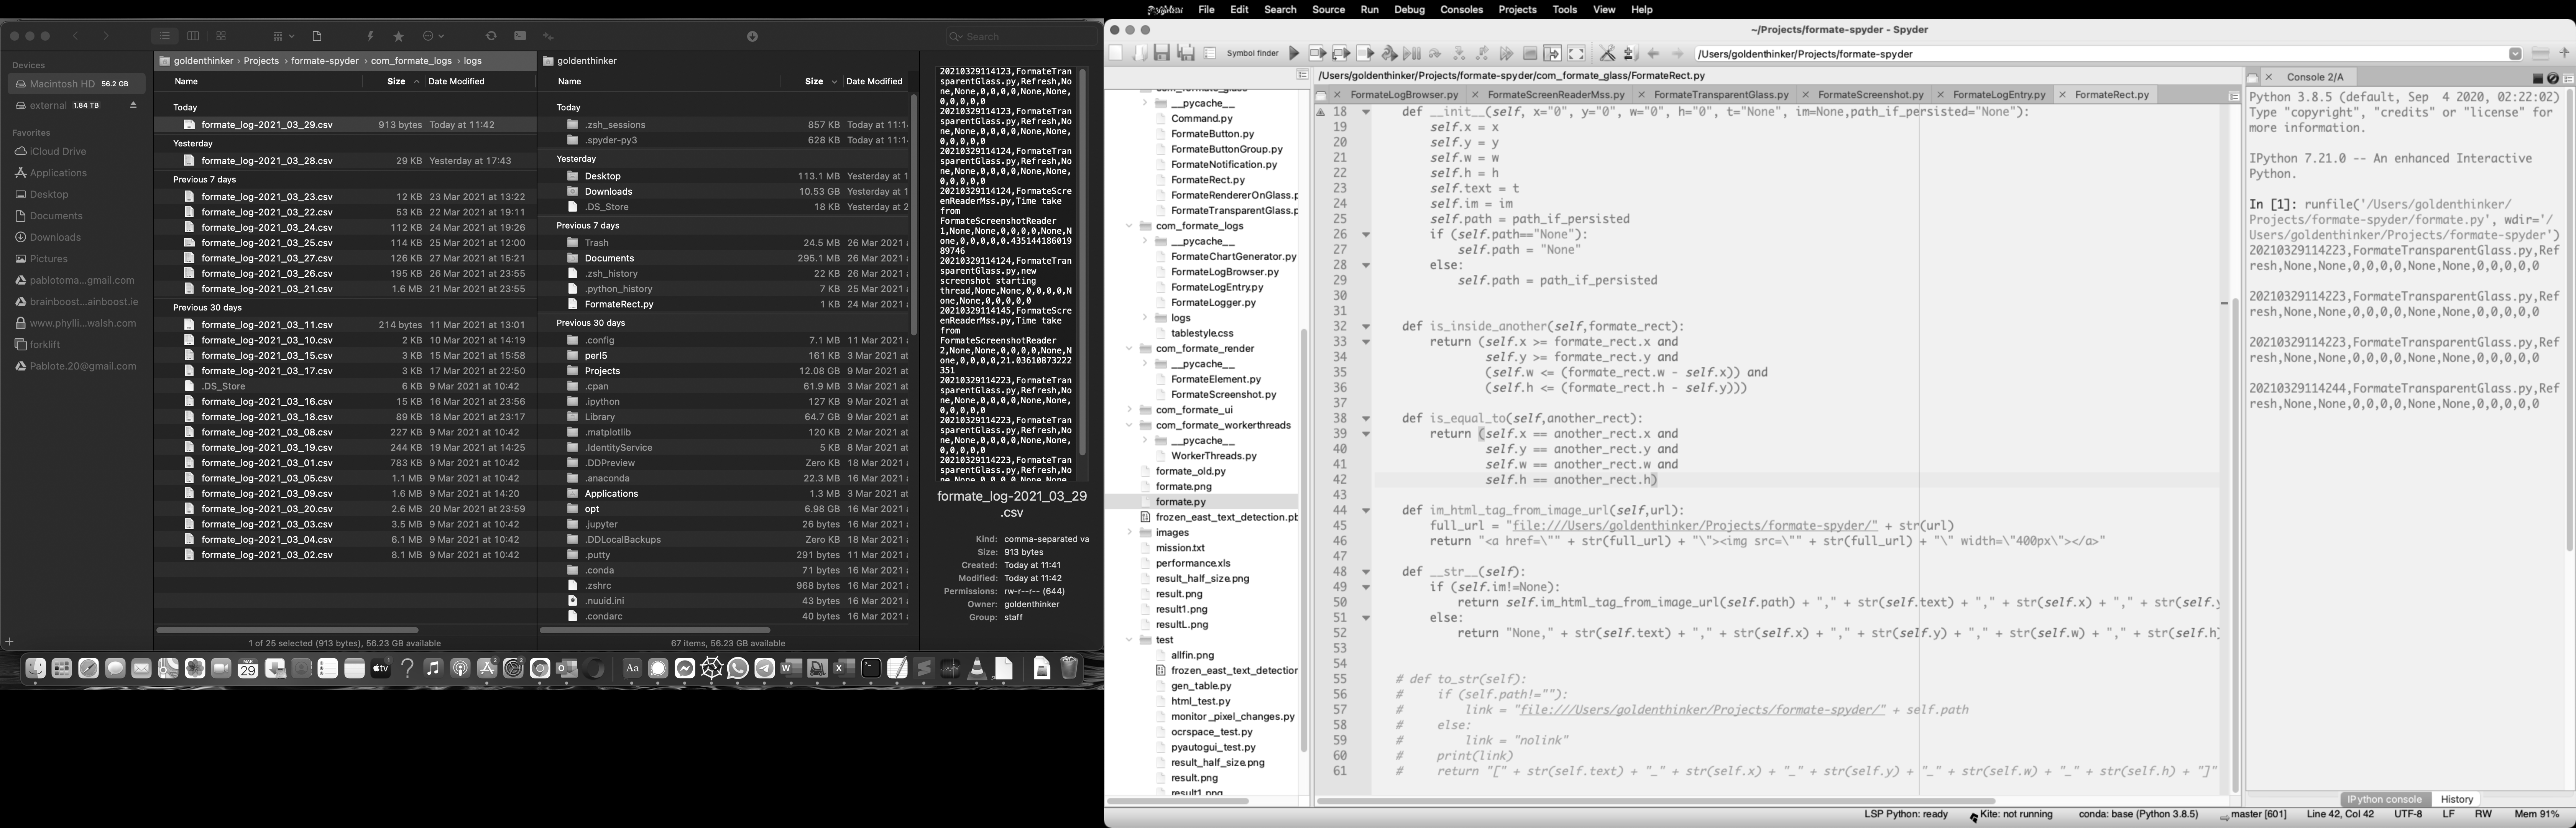 File Edit Search Source Run Debug Consoles Projects Tools View Help
Search
Devices
Macintosh HD 56.2 GB
external 1.84 TB
Favorites
iCloud Drive
Applications
Desktop
Documents
Downloads
Pictures
pablotoma...gmail.com
brainboost...ainboost.ie
www.phylli...walsh.com
forklift
Pablote.20@gmail.com
goldenthinker › Projects › formate-spyder › com_formate_logs › logs
Name Size Date Modified
Today
formate_log-2021_03_29.csv 913 bytes Today at 11:42
Yesterday
formate_log-2021_03_28.csv 29 KB Yesterday at 17:43
Previous 7 days
formate_log-2021_03_23.csv 12 KB 23 Mar 2021 at 13:22
formate_log-2021_03_22.csv 53 KB 22 Mar 2021 at 19:11
formate_log-2021_03_24.csv 112 KB 24 Mar 2021 at 19:26
formate_log-2021_03_25.csv 114 KB 25 Mar 2021 at 12:00
formate_log-2021_03_27.csv 126 KB 27 Mar 2021 at 15:21
formate_log-2021_03_26.csv 195 KB 26 Mar 2021 at 23:55
formate_log-2021_03_21.csv 1.6 MB 21 Mar 2021 at 23:55
Previous 30 days
formate_log-2021_03_11.csv 214 bytes 11 Mar 2021 at 13:01
formate_log-2021_03_10.csv 2 KB 10 Mar 2021 at 14:19
formate_log-2021_03_15.csv 3 KB 15 Mar 2021 at 15:58
formate_log-2021_03_17.csv 3 KB 17 Mar 2021 at 22:50
.DS_Store 6 KB 9 Mar 2021 at 10:42
formate_log-2021_03_16.csv 15 KB 16 Mar 2021 at 23:56
formate_log-2021_03_18.csv 89 KB 18 Mar 2021 at 23:17
formate_log-2021_03_08.csv 227 KB 9 Mar 2021 at 10:42
formate_log-2021_03_19.csv 244 KB 19 Mar 2021 at 14:25
formate_log-2021_03_01.csv 783 KB 9 Mar 2021 at 10:42
formate_log-2021_03_05.csv 1.1 MB 9 Mar 2021 at 10:42
formate_log-2021_03_09.csv 1.6 MB 9 Mar 2021 at 14:20
formate_log-2021_03_20.csv 2.6 MB 20 Mar 2021 at 23:59
formate_log-2021_03_03.csv 3.5 MB 9 Mar 2021 at 10:42
formate_log-2021_03_04.csv 6.1 MB 9 Mar 2021 at 10:42
formate_log-2021_03_02.csv 8.1 MB 9 Mar 2021 at 10:42
1 of 25 selected (913 bytes), 56.23 GB available
goldenthinker
Name Size Date Modified
Today
.zsh_sessions 857 KB Today at 11:1
.spyder-py3 628 KB Today at 11:1
Yesterday
Desktop 113.1 MB Yesterday at 1
Downloads 10.53 GB Yesterday at 1
.DS_Store 18 KB Yesterday at 2
Previous 7 days
Trash 24.5 MB 26 Mar 2021
Documents 295.1 MB 26 Mar 2021
.zsh_history 22 KB 26 Mar 2021
.python_history 7 KB 25 Mar 2021
FormateRect.py 1 KB 24 Mar 2021
Previous 30 days
.config 7.1 MB 11 Mar 2021
perl5 161 KB 3 Mar 2021
Projects 12.08 GB 9 Mar 2021
.cpan 61.9 MB 3 Mar 2021
.ipython 127 KB 9 Mar 2021
Library 64.7 GB 9 Mar 2021
.matplotlib 120 KB 2 Mar 2021
.IdentityService 5 KB 8 Mar 2021
.DDPreview Zero KB 18 Mar 2021
.anaconda 22.3 MB 16 Mar 2021
Applications 1.3 MB 3 Mar 2021
opt 6.98 GB 16 Mar 2021
.jupyter 26 bytes 16 Mar 2021
.DDLocalBackups Zero KB 18 Mar 2021
.putty 291 bytes 11 Mar 2021
.conda 71 bytes 16 Mar 2021
.zshrc 968 bytes 16 Mar 2021
.nuuid.ini 43 bytes 16 Mar 2021
.condarc 40 bytes 16 Mar 2021
67 items, 56.23 GB available
20210329114123,FormateTran
sparentGlass.py,Refresh,No
ne,None,0,0,0,0,None,None,
0,0,0,0,0
20210329114124,FormateTran
sparentGlass.py,Refresh,No
ne,None,0,0,0,0,None,None,
0,0,0,0,0
20210329114124,FormateTran
sparentGlass.py,Refresh,No
ne,None,0,0,0,0,None,None,
0,0,0,0,0
20210329114124,FormateScre
enReaderMss.py,Time take
from
FormateScreenshotReader
1,None,None,0,0,0,0,None,N
one,0,0,0,0,0.435144186019
89746
20210329114124,FormateTran
sparentGlass.py,new
screenshot starting
thread,None,None,0,0,0,0,N
one,None,0,0,0,0,0
20210329114145,FormateScre
enReaderMss.py,Time take
from
FormateScreenshotReader
2,None,None,0,0,0,0,None,N
one,0,0,0,0,21.03610873222
351
20210329114223,FormateTran
sparentGlass.py,Refresh,No
ne,None,0,0,0,0,None,None,
0,0,0,0,0
20210329114223,FormateTran
sparentGlass.py,Refresh,No
ne,None,0,0,0,0,None,None,
0,0,0,0,0
20210329114223,FormateTran
sparentGlass.py,Refresh,No
formate_log-2021_03_29
.csv
Kind: comma-separated va
Size: 913 bytes
Created: Today at 11:41
Modified: Today at 11:42
Permissions: rw-r--r-- (644)
Owner: goldenthinker
Group: staff
~/Projects/formate-spyder - Spyder
Symbol finder
/Users/goldenthinker/Projects/formate-spyder
__pycache__
Command.py
FormateButton.py
FormateButtonGroup.py
FormateNotification.py
FormateRect.py
FormateRendererOnGlass.p
FormateTransparentGlass.p
com_formate_logs
__pycache__
FormateChartGenerator.py
FormateLogBrowser.py
FormateLogEntry.py
FormateLogger.py
logs
tablestyle.css
com_formate_render
__pycache__
FormateElement.py
FormateScreenshot.py
com_formate_ui
com_formate_workerthreads
__pycache__
WorkerThreads.py
formate_old.py
formate.png
formate.py
frozen_east_text_detection.pb
images
mission.txt
performance.xls
result_half_size.png
result.png
result1.png
resultL.png
test
allfin.png
frozen_east_text_detection
gen_table.py
html_test.py
monitor_pixel_changes.py
ocrspace_test.py
pyautogui_test.py
result_half_size.png
result.png
result1.png
/Users/goldenthinker/Projects/formate-spyder/com_formate_glass/FormateRect.py
FormateLogBrowser.py FormateScreenReaderMss.py FormateTransparentGlass.py FormateScreenshot.py FormateLogEntry.py FormateRect.py
18 def __init__(self, x="0", y="0", w="0", h="0", t="None", im=None,path_if_persisted="None"):
19 self.x = x
20 self.y = y
21 self.w = w
22 self.h = h
23 self.text = t
24 self.im = im
25 self.path = path_if_persisted
26 if (self.path=="None"):
27 self.path = "None"
28 else:
29 self.path = path_if_persisted
30
31
32 def is_inside_another(self,formate_rect):
33 return (self.x >= formate_rect.x and
34 self.y >= formate_rect.y and
35 (self.w <= (formate_rect.w - self.x)) and
36 (self.h <= (formate_rect.h - self.y)))
37
38 def is_equal_to(self,another_rect):
39 return (self.x == another_rect.x and
40 self.y == another_rect.y and
41 self.w == another_rect.w and
42 self.h == another_rect.h)
43
44 def im_html_tag_from_image_url(self,url):
45 full_url = "file:///Users/goldenthinker/Projects/formate-spyder/" + str(url)
46 return "<a href=\"" + str(full_url) + "\"><img src=\"" + str(full_url) + "\" width=\"400px\"></a>"
47
48 def __str__(self):
49 if (self.im!=None):
50 return self.im_html_tag_from_image_url(self.path) + "," + str(self.text) + "," + str(self.x) + "," + str(self.y
51 else:
52 return "None," + str(self.text) + "," + str(self.x) + "," + str(self.y) + "," + str(self.w) + "," + str(self.h)
53
54
55 # def to_str(self):
56 # if (self.path!=""):
57 # link = "file:///Users/goldenthinker/Projects/formate-spyder/" + self.path
58 # else:
59 # link = "nolink"
60 # print(link)
61 # return "[" + str(self.text) + "_" + str(self.x) + "_" + str(self.y) + "_" + str(self.w) + "_" + str(self.h) + "]"
Console 2/A
Python 3.8.5 (default, Sep 4 2020, 02:22:02)
Type "copyright", "credits" or "license" for
more information.
IPython 7.21.0 -- An enhanced Interactive
Python.
In [1]: runfile('/Users/goldenthinker/
Projects/formate-spyder/formate.py', wdir='/
Users/goldenthinker/Projects/formate-spyder')
20210329114223,FormateTransparentGlass.py,Ref
resh,None,None,0,0,0,0,None,None,0,0,0,0,0
20210329114223,FormateTransparentGlass.py,Ref
resh,None,None,0,0,0,0,None,None,0,0,0,0,0
20210329114223,FormateTransparentGlass.py,Ref
resh,None,None,0,0,0,0,None,None,0,0,0,0,0
20210329114244,FormateTransparentGlass.py,Ref
resh,None,None,0,0,0,0,None,None,0,0,0,0,0
IPython console History
LSP Python: ready Kite: not running conda: base (Python 3.8.5) master [601] Line 42, Col 42 UTF-8 LF RW Mem 91%